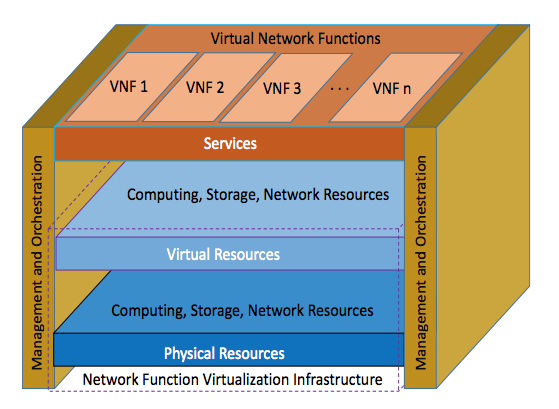 Virtual Network Functions
VNF 1
VNF 2
VNF 3
· · ·
VNF n
Services
Computing, Storage, Network Resources
Virtual Resources
Computing, Storage, Network Resources
Physical Resources
Network Function Virtualization Infrastructure
Management and Orchestration
Management and Orchestration